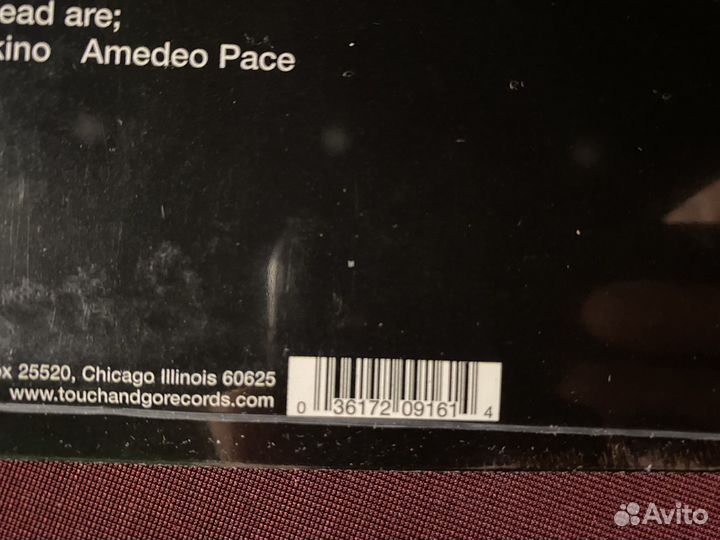 ead are;
kino Amedeo Pace
ox 25520, Chicago Illinois 60625
www.touchandgorecords.com
0 36172 09161 4
Avito